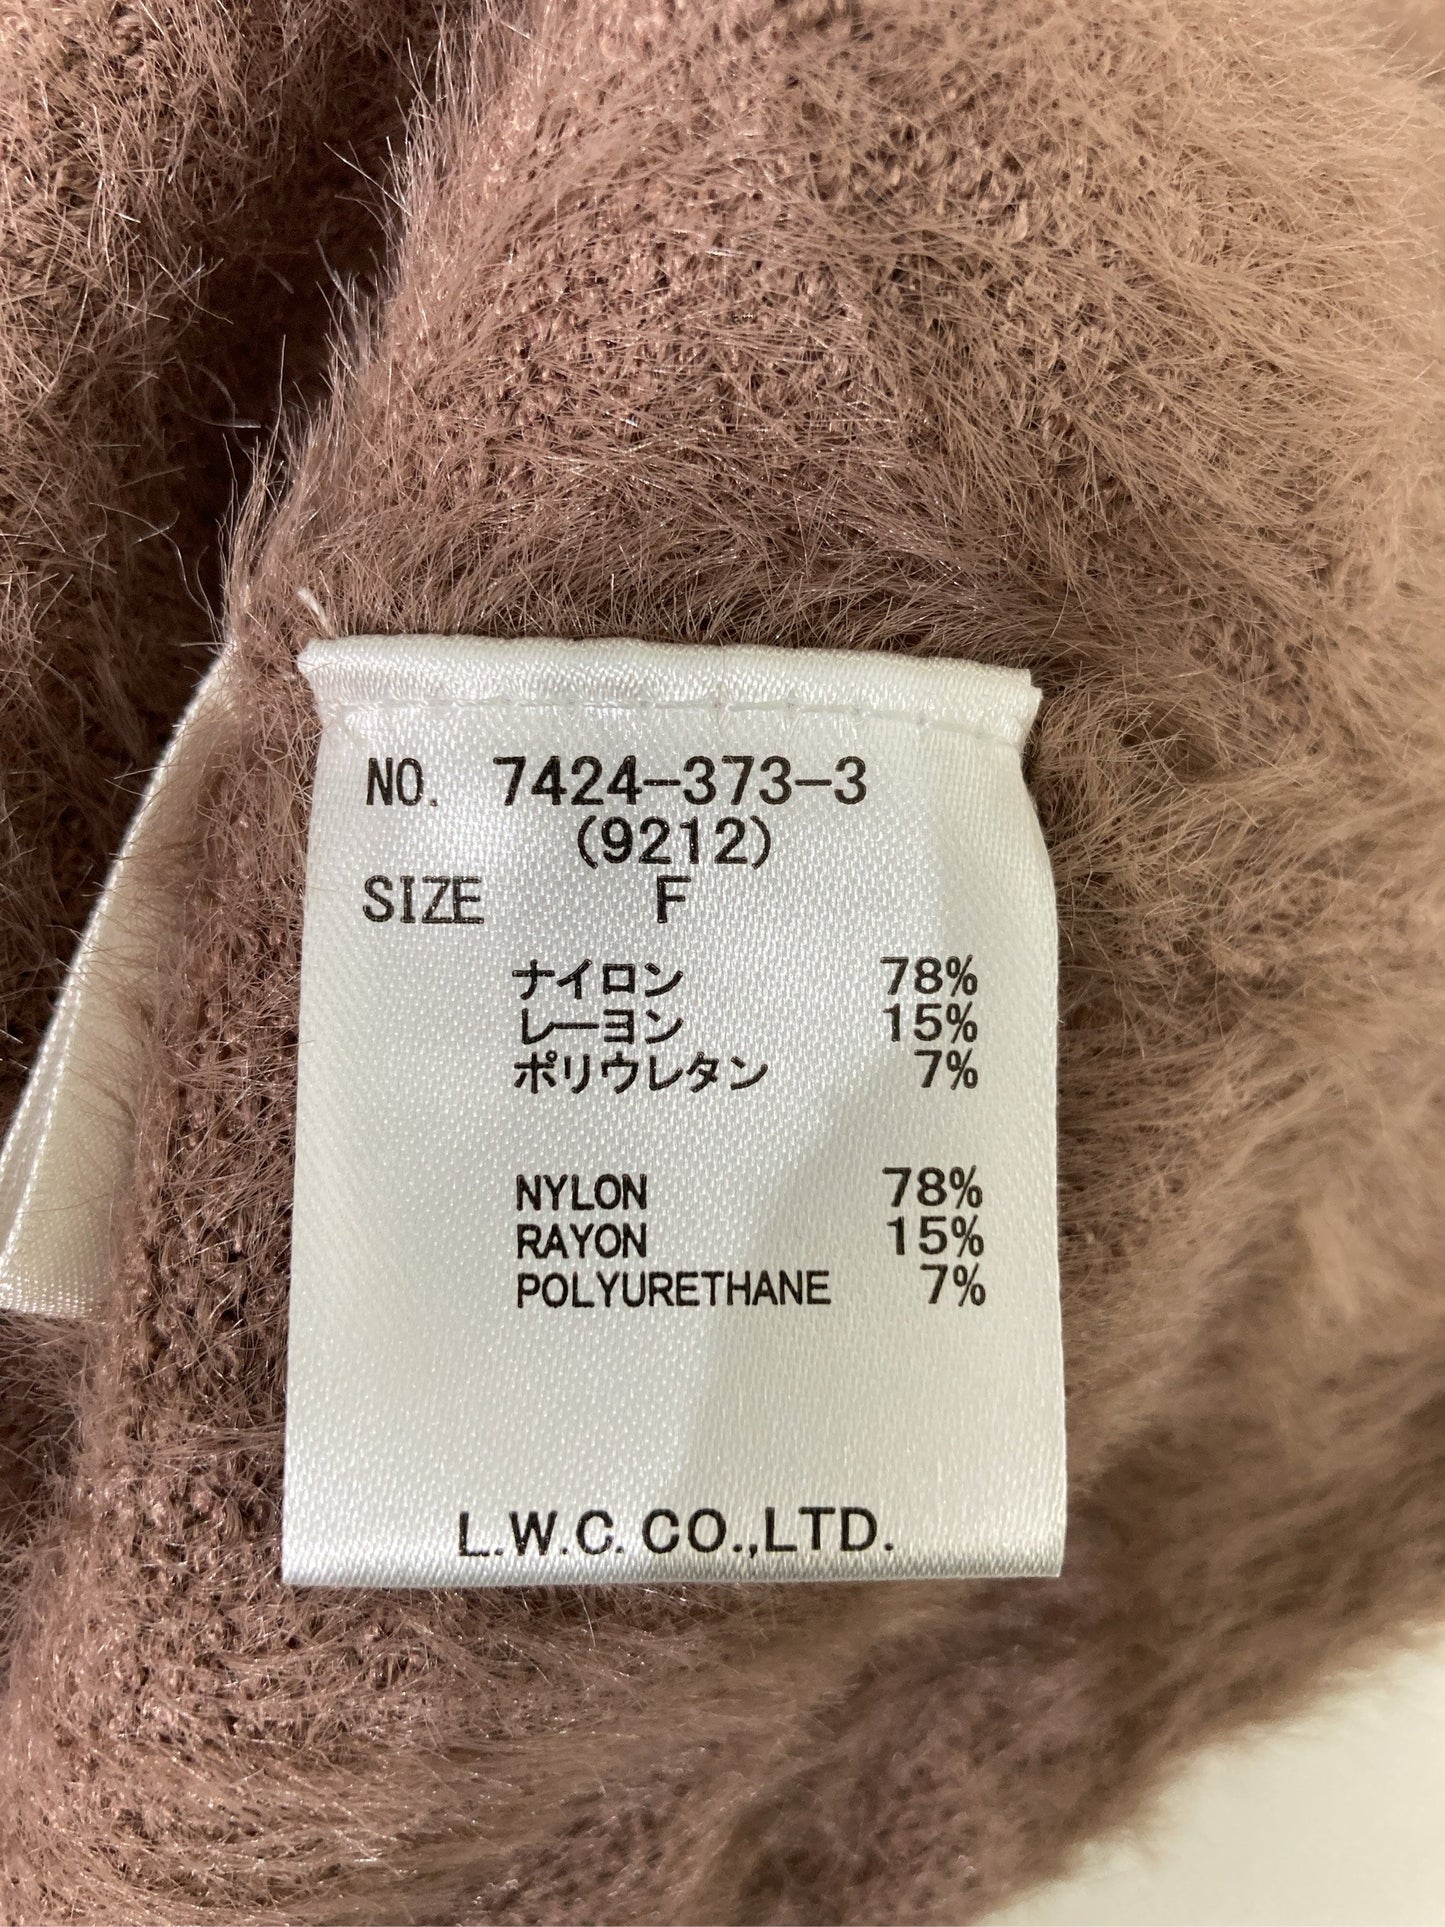 NO. 7424-373-3
(9212)
SIZE F
ナイロン 78%
レーヨン 15%
ポリウレタン 7%
NYLON 78%
RAYON 15%
POLYURETHANE 7%
L.W.C. CO.,LTD.